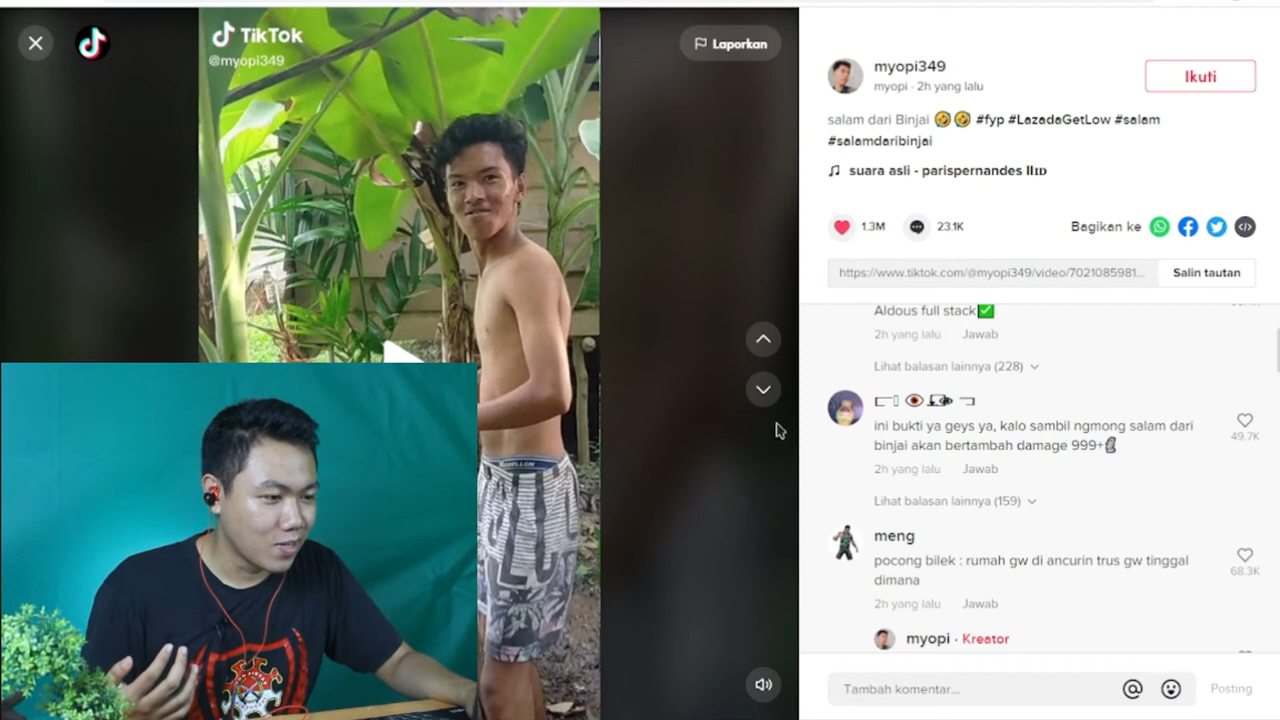 TikTok
@myopi349
Laporkan
myopi349
myopi · 2h yang lalu
Ikuti
salam dari Binjai 🤣🤣 #fyp #LazadaGetLow #salam
#salamdaribinjai
suara asli - parispernandes
1.3M
23.1K
Bagikan ke
https://www.tiktok.com/@myopi349/video/7021085981...
Salin tautan
Aldous full stack✅
2h yang lalu Jawab
Lihat balasan lainnya (228)
ini bukti ya geys ya, kalo sambil ngmong salam dari
binjai akan bertambah damage 999+🗿
49.7K
2h yang lalu Jawab
Lihat balasan lainnya (159)
meng
pocong bilek : rumah gw di ancurin trus gw tinggal
dimana
68.3K
2h yang lalu Jawab
myopi · Kreator
Tambah komentar...
Posting